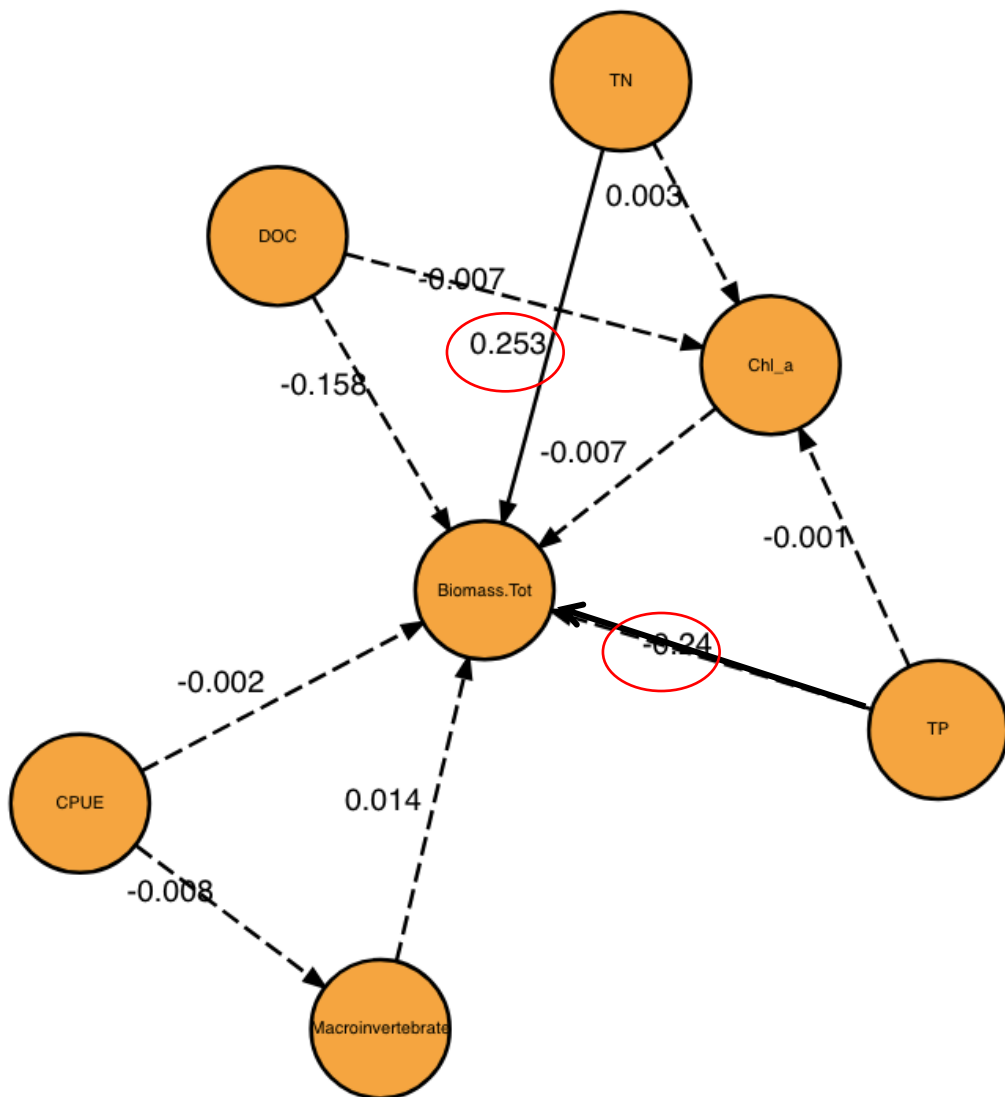 TN
0.003
DOC
-0.007
0.253
Chl_a
-0.158
-0.007
-0.001
Biomass.Tot
-0.24
-0.002
TP
CPUE
0.014
-0.008
Macroinvertebrate